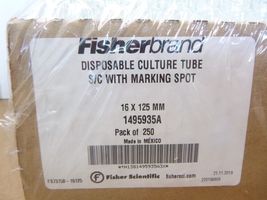 Fisherbrand
DISPOSABLE CULTURE TUBE
S/C WITH MARKING SPOT
16 X 125 MM
1495935A
Pack of 250
Made in MEXICO
Fisher Scientific fishersci.com